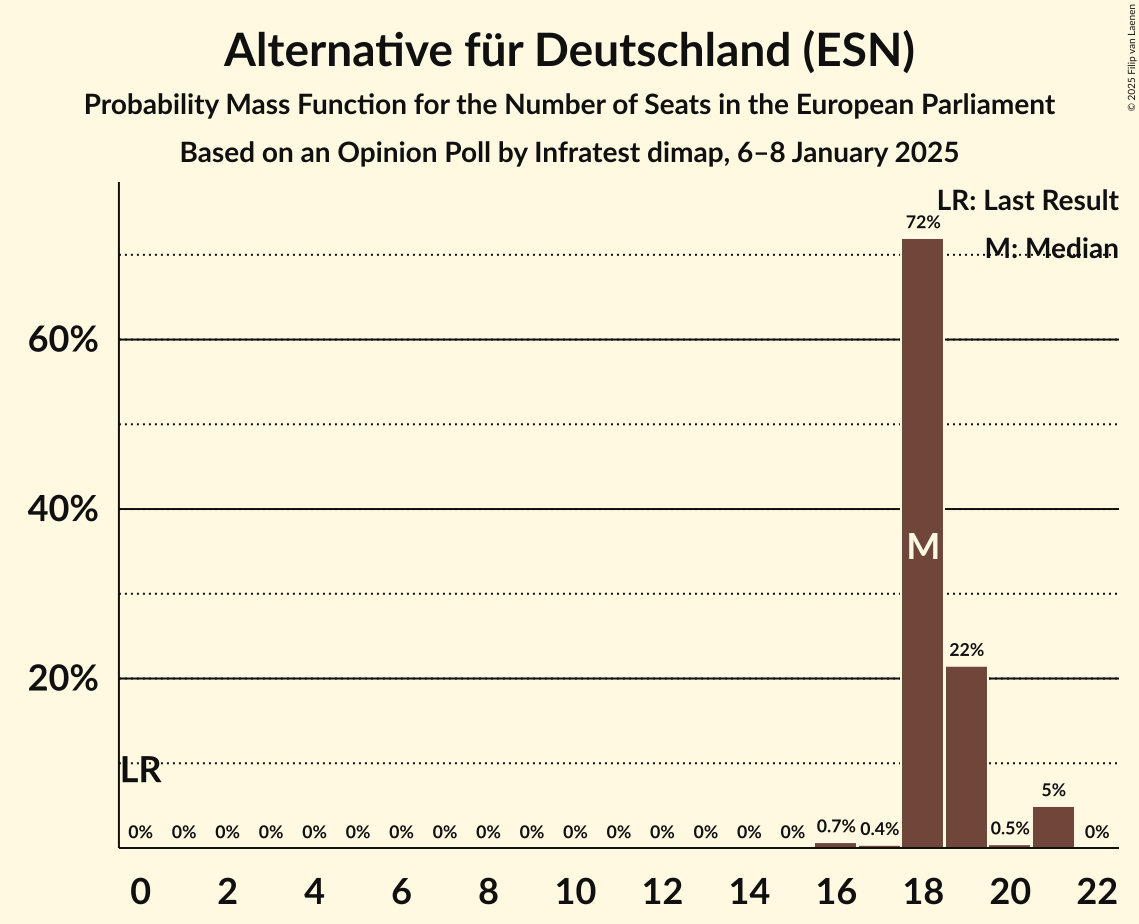 Alternative für Deutschland (ESN)
Probability Mass Function for the Number of Seats in the European Parliament
Based on an Opinion Poll by Infratest dimap, 6–8 January 2025
© 2025 Filip van Laenen
LR: Last Result
M: Median
72%
60%
40%
M
22%
20%
LR
5%
0% 0% 0% 0% 0% 0% 0% 0% 0% 0% 0% 0% 0% 0% 0% 0% 0.7% 0.4% 0.5% 0%
0 2 4 6 8 10 12 14 16 18 20 22